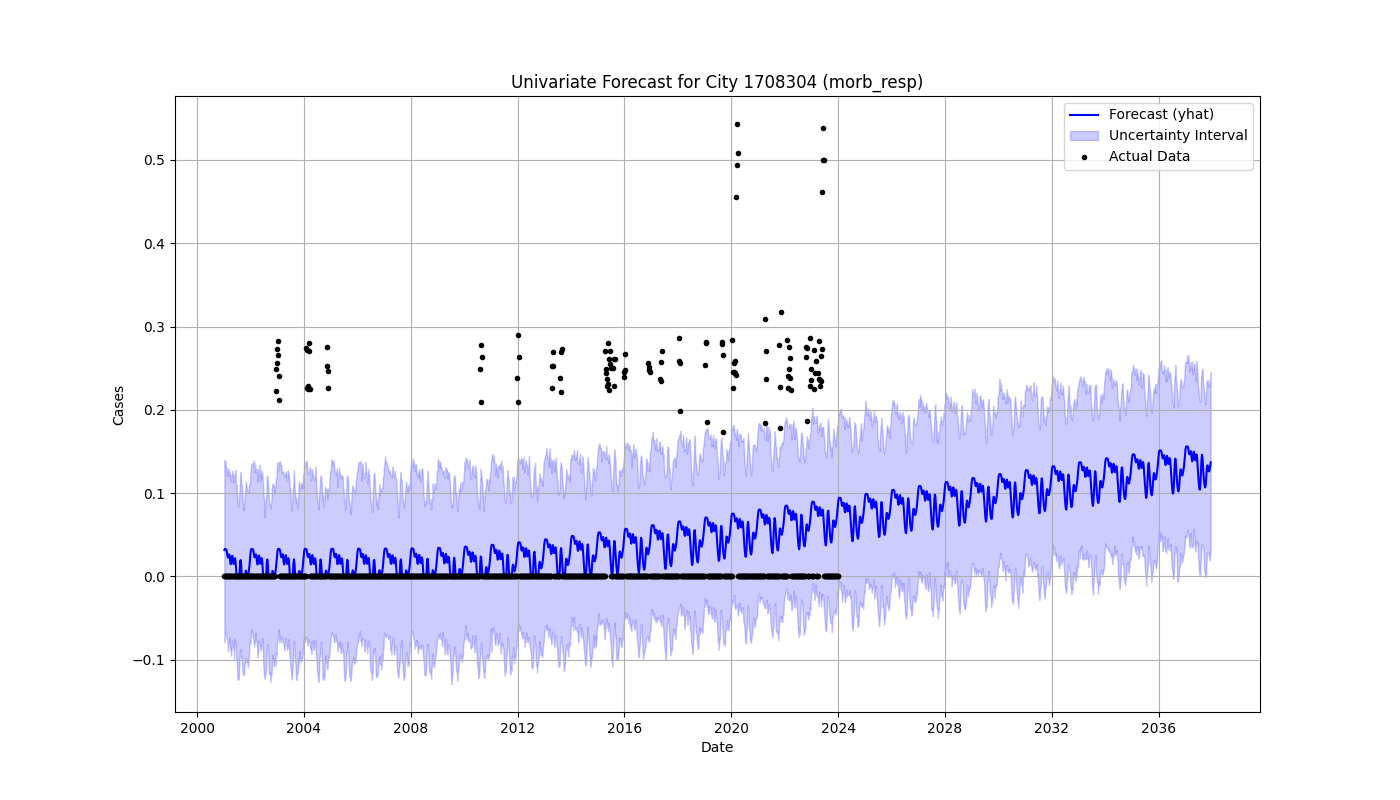 Univariate Forecast for City 1708304 (morb_resp)
Forecast (yhat)
Uncertainty Interval
Actual Data
Cases
0.5
0.4
0.3
0.2
0.1
0.0
−0.1
2000 2004 2008 2012 2016 2020 2024 2028 2032 2036
Date